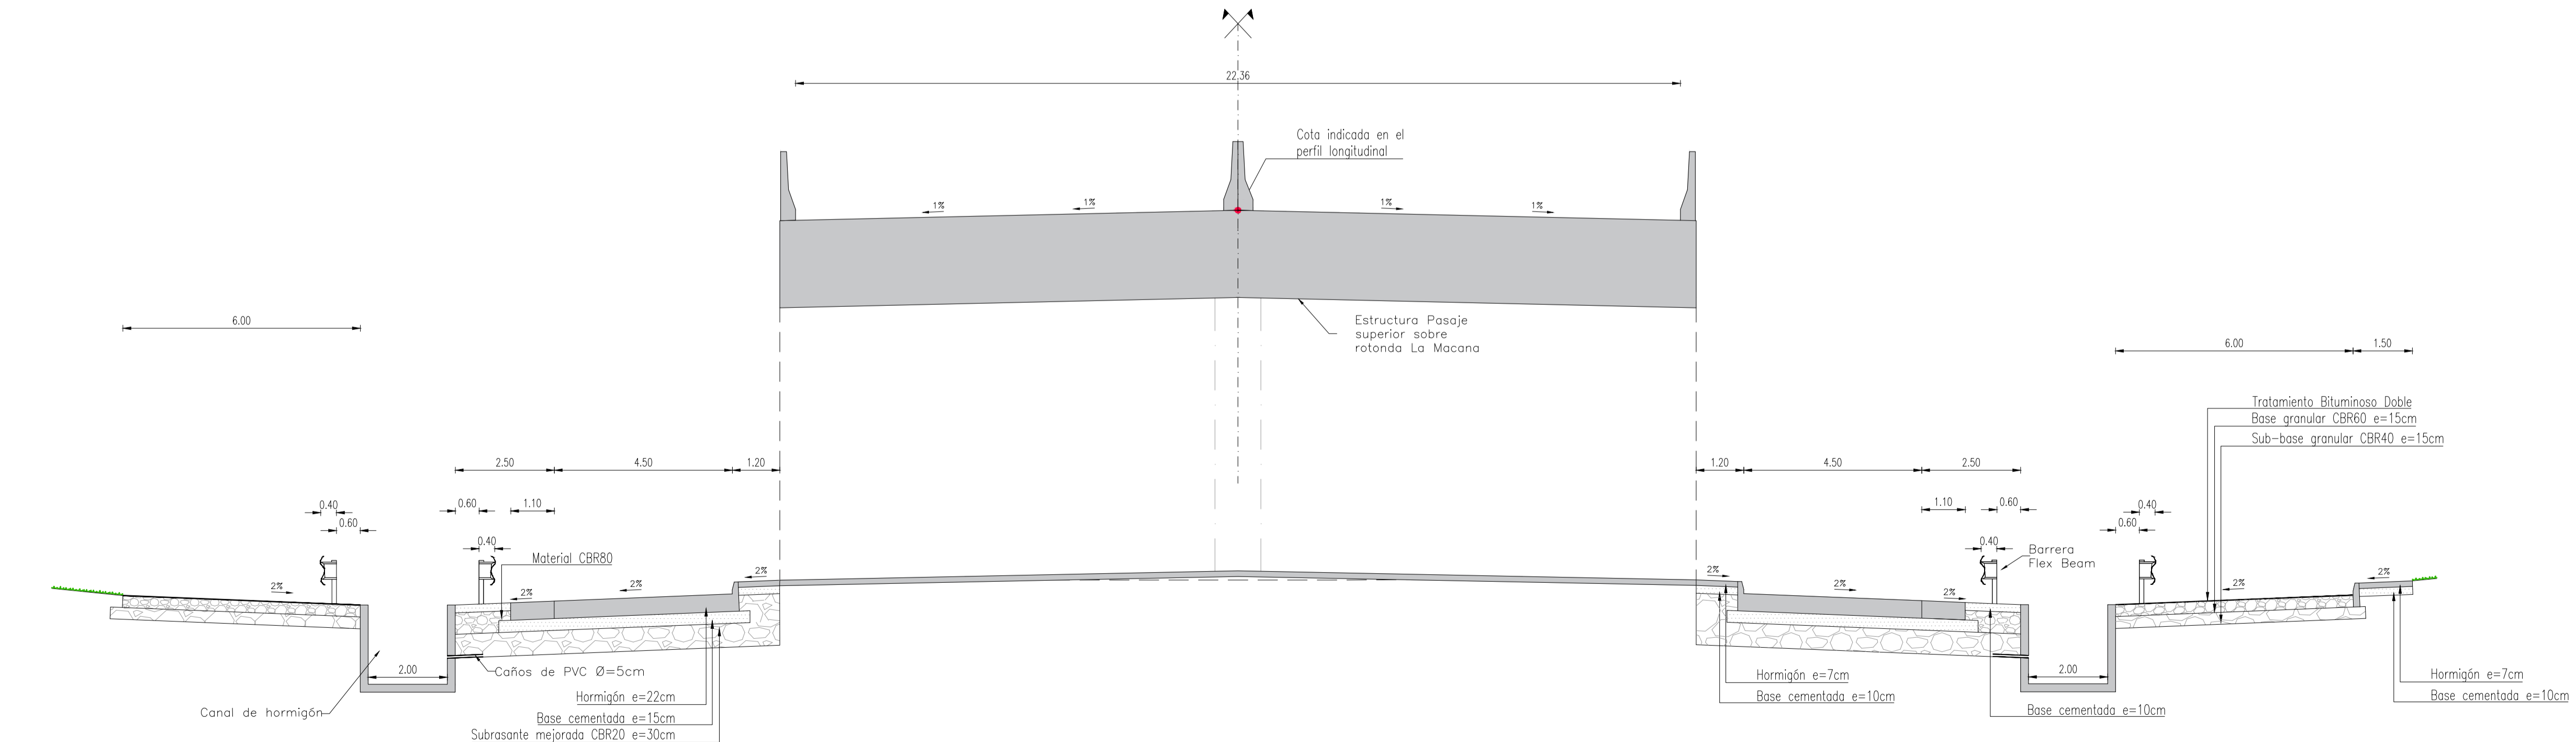 22.36
Cota indicada en el
perfil longitudinal
1%
1%
1%
1%
Estructura Pasaje
superior sobre
rotonda La Macana
6.00
6.00
1.50
Tratamiento Bituminoso Doble
Base granular CBR60 e=15cm
Sub-base granular CBR40 e=15cm
2.50
4.50
1.20
1.20
4.50
2.50
0.40
0.60
0.60
1.10
1.10
0.60
0.40
0.60
0.40
0.40
Material CBR80
Barrera
Flex Beam
2%
2%
2%
2%
2%
2%
2%
2%
2%
2.00
Caños de PVC Ø=5cm
Canal de hormigón
Hormigón e=22cm
Base cementada e=15cm
Subrasante mejorada CBR20 e=30cm
Hormigón e=7cm
Base cementada e=10cm
Base cementada e=10cm
2.00
Hormigón e=7cm
Base cementada e=10cm